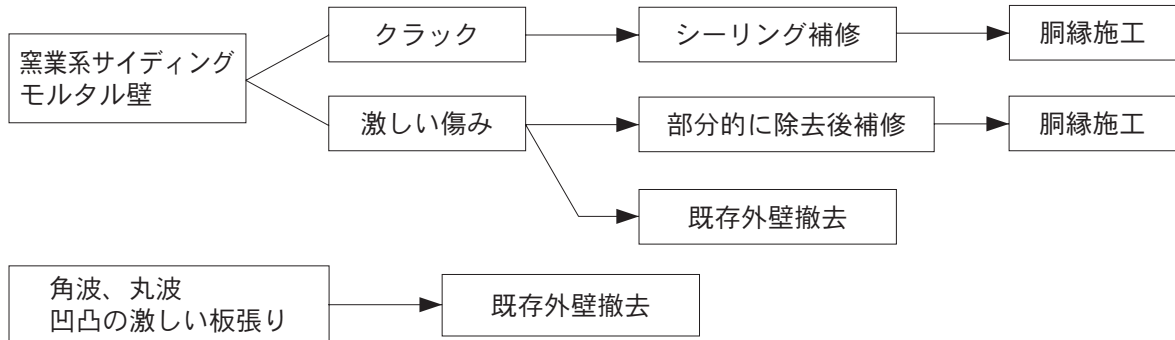 窯業系サイディング
モルタル壁
クラック
シーリング補修
胴縁施工
激しい傷み
部分的に除去後補修
胴縁施工
既存外壁撤去
角波、丸波
凹凸の激しい板張り
既存外壁撤去